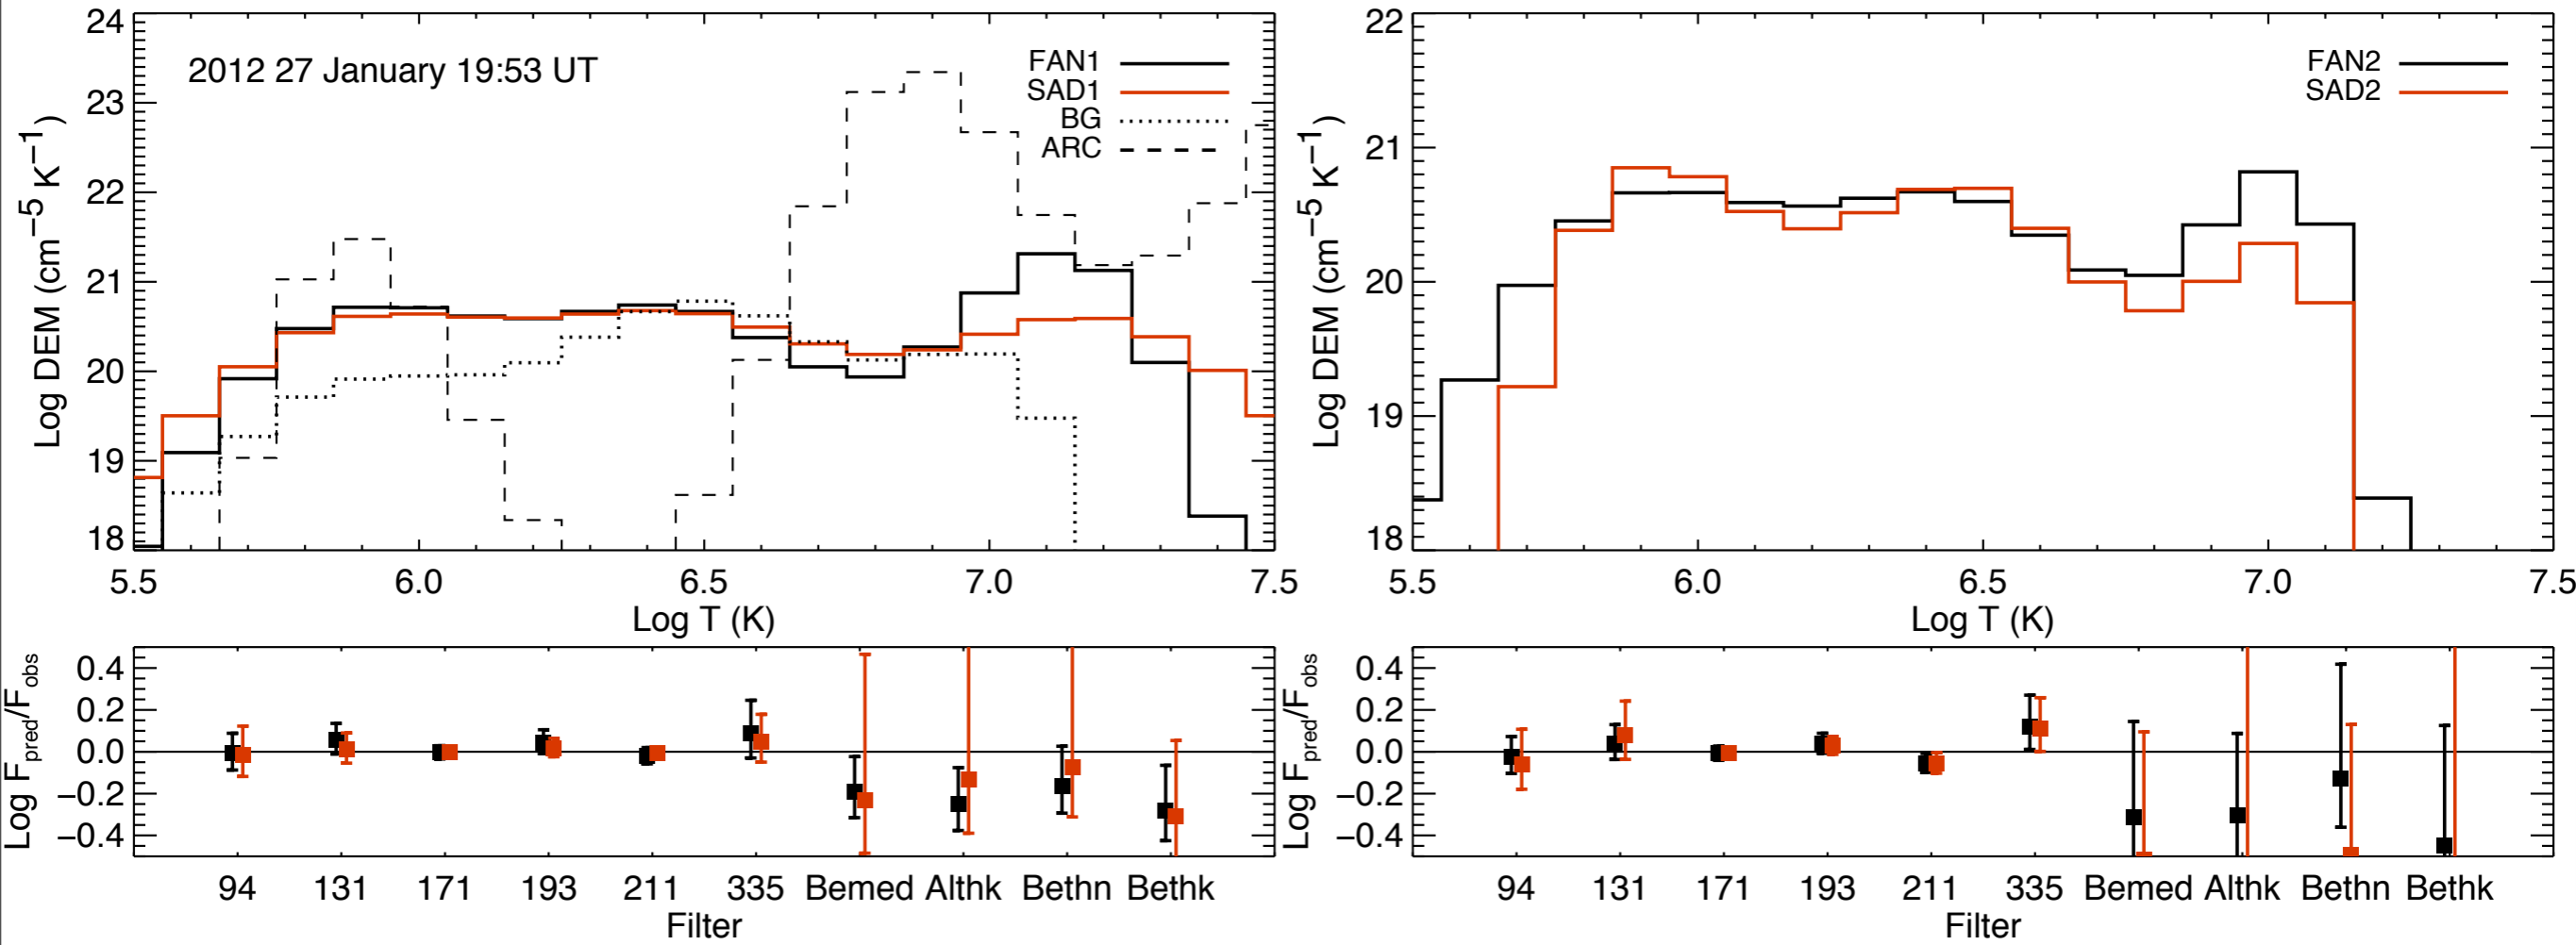 2012 27 January 19:53 UT
FAN1
SAD1
BG
ARC
24
23
22
21
20
19
18
Log DEM (cm⁻⁵ K⁻¹)
5.5 6.0 6.5 7.0 7.5
Log T (K)
0.4
0.2
0.0
−0.2
−0.4
Log F_pred/F_obs
94 131 171 193 211 335 Bemed Althk Bethn Bethk
Filter
FAN2
SAD2
22
21
20
19
18
Log DEM (cm⁻⁵ K⁻¹)
5.5 6.0 6.5 7.0 7.5
Log T (K)
0.4
0.2
0.0
−0.2
−0.4
Log F_pred/F_obs
94 131 171 193 211 335 Bemed Althk Bethn Bethk
Filter